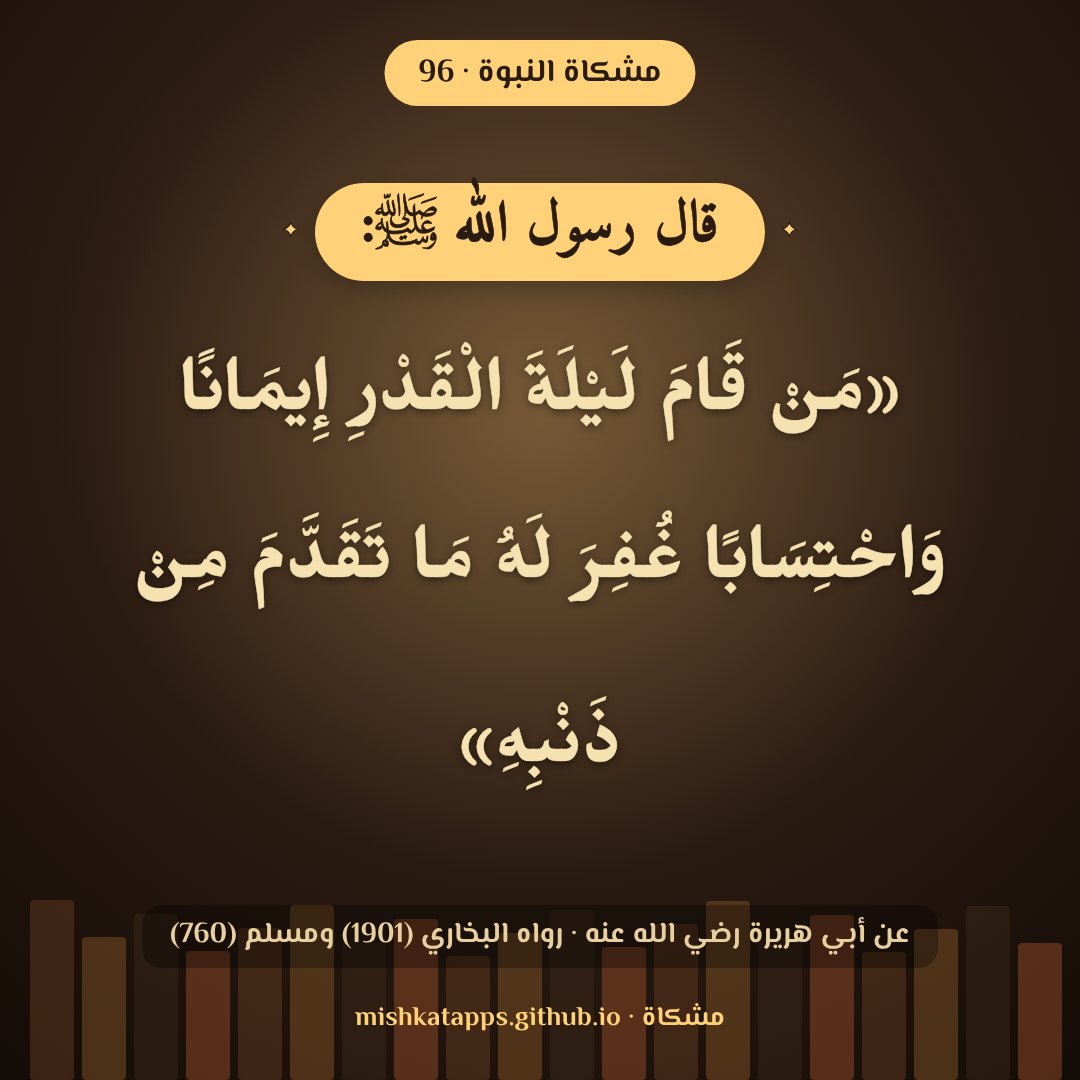 مشكاة النبوة · 96
قال رسول الله ﷺ:
«مَنْ قَامَ لَيْلَةَ الْقَدْرِ إِيمَانًا
وَاحْتِسَابًا غُفِرَ لَهُ مَا تَقَدَّمَ مِنْ
ذَنْبِهِ»
عن أبي هريرة رضي الله عنه · رواه البخاري (1901) ومسلم (760)
مشكاة · mishkatapps.github.io